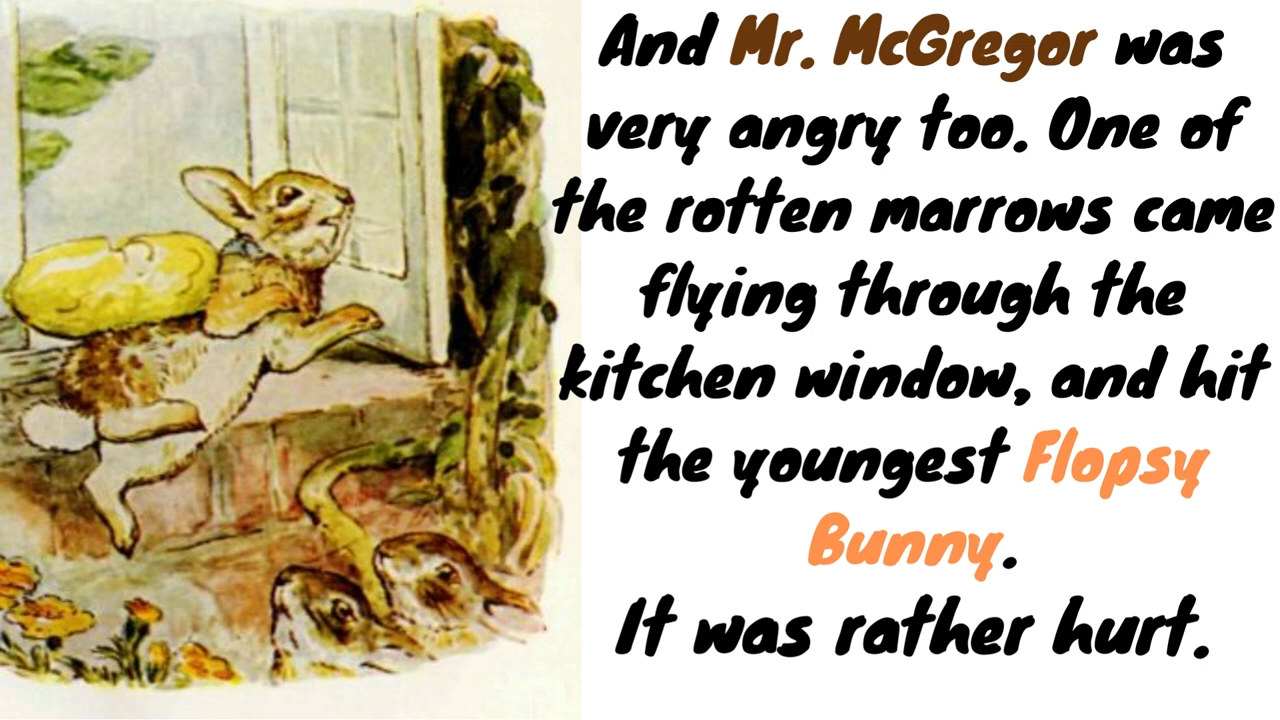 And Mr. McGregor was
very angry too. One of
the rotten marrows came
flying through the
kitchen window, and hit
the youngest Flopsy
Bunny.
It was rather hurt.